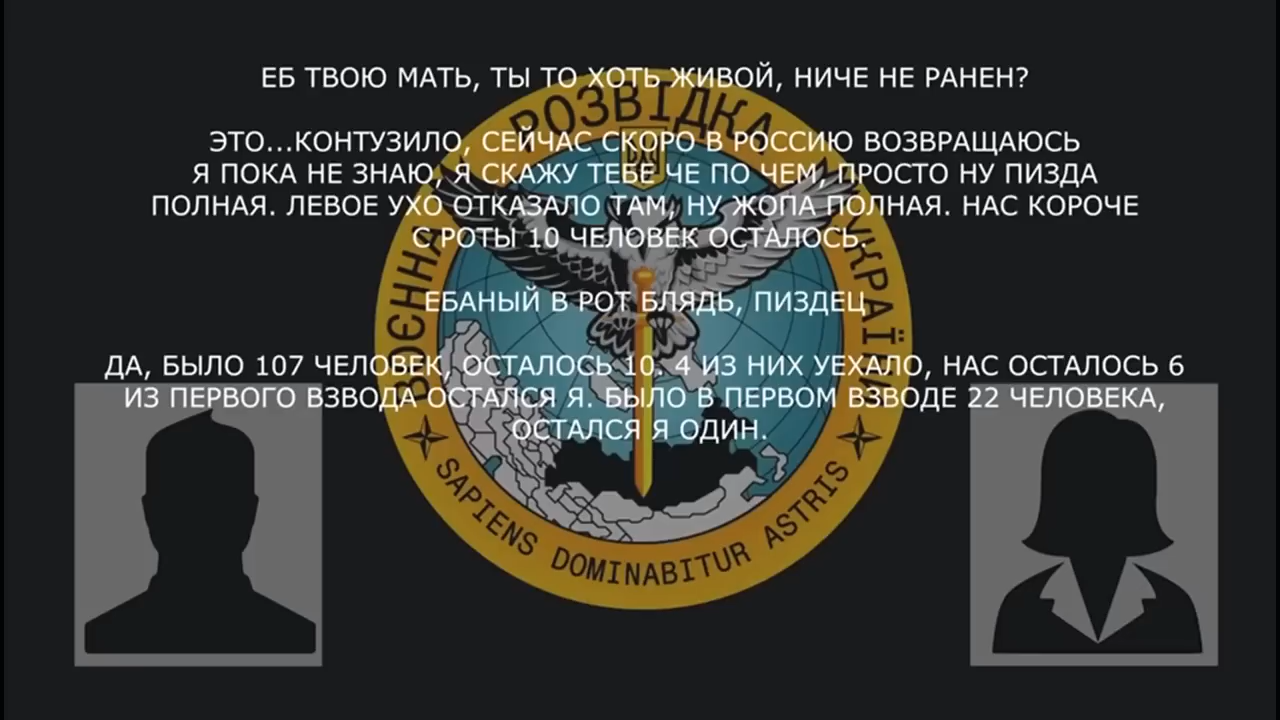 ЕБ ТВОЮ МАТЬ, ТЫ ТО ХОТЬ ЖИВОЙ, НИЧЕ НЕ РАНЕН?
ЭТО...КОНТУЗИЛО, СЕЙЧАС СКОРО В РОССИЮ ВОЗВРАЩАЮСЬ
Я ПОКА НЕ ЗНАЮ, Я СКАЖУ ТЕБЕ ЧЕ ПО ЧЕМ, ПРОСТО НУ ПИЗДА
ПОЛНАЯ. ЛЕВОЕ УХО ОТКАЗАЛО ТАМ, НУ ЖОПА ПОЛНАЯ. НАС КОРОЧЕ
С РОТЫ 10 ЧЕЛОВЕК ОСТАЛОСЬ.
ЕБАНЫЙ В РОТ БЛЯДЬ, ПИЗДЕЦ
ДА, БЫЛО 107 ЧЕЛОВЕК, ОСТАЛОСЬ 10. 4 ИЗ НИХ УЕХАЛО, НАС ОСТАЛОСЬ 6
ИЗ ПЕРВОГО ВЗВОДА ОСТАЛСЯ Я. БЫЛО В ПЕРВОМ ВЗВОДЕ 22 ЧЕЛОВЕКА,
ОСТАЛСЯ Я ОДИН.
ВОЄННА РОЗВІДКА УКРАЇНИ
SAPIENS DOMINABITUR ASTRIS